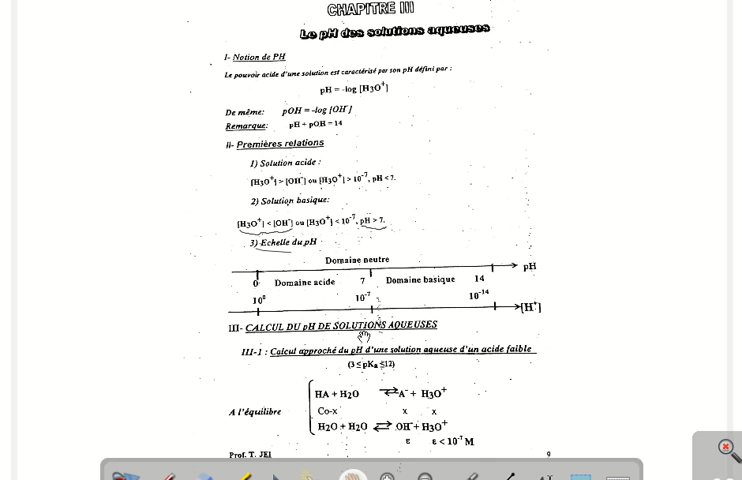 CHAPITRE III
Le pH des solutions aqueuses
I- Notion de PH
Le pouvoir acide d'une solution est caractérisé par son pH défini par :
pH = -log [H3O⁺]
De même: pOH = -log [OH⁻]
Remarque: pH + pOH = 14
II- Premières relations
1) Solution acide :
[H3O⁺] > [OH⁻] ou [H3O⁺] > 10⁻⁷, pH < 7.
2) Solution basique:
[H3O⁺] < [OH⁻] ou [H3O⁺] < 10⁻⁷, pH > 7.
3) Echelle du pH
Domaine neutre
pH
0 Domaine acide 7 Domaine basique 14
10⁰ 10⁻⁷ 10⁻¹⁴
[H⁺]
III- CALCUL DU pH DE SOLUTIONS AQUEUSES
III-1 : Calcul approché du pH d'une solution aqueuse d'un acide faible
(3 ≤ pKa ≤ 12)
HA + H2O ⇌ A⁻ + H3O⁺
A l'équilibre Co-x x x
H2O + H2O ⇌ OH⁻ + H3O⁺
ε ε < 10⁻⁷ M
Prof. T. JEI 9